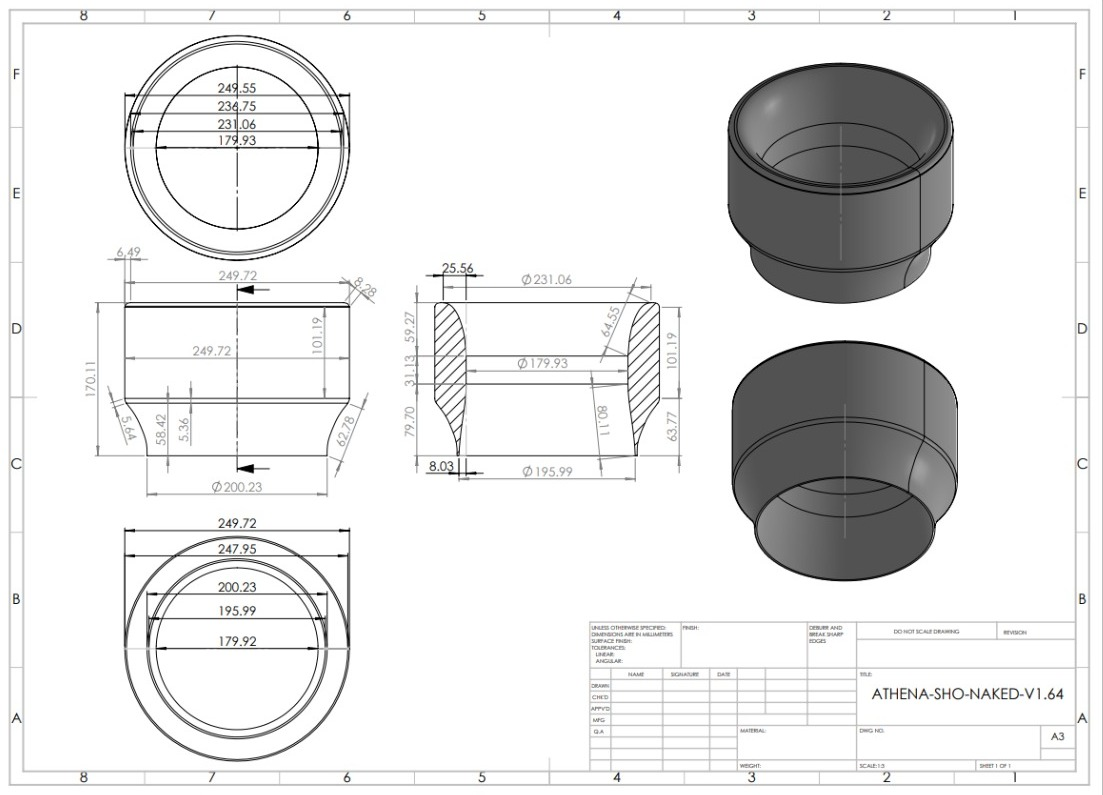 8 7 6 5 4 3 2 1
F F
E E
D D
C C
B B
A A
249.55
236.75
231.06
179.93
6.49
249.72
8.28
249.72
101.19
170.11
5.64
58.42
5.36
62.78
Ø200.23
25.56
Ø231.06
59.27
64.55
101.19
31.13
Ø179.93
79.70
80.11
63.77
8.03
Ø195.99
249.72
247.95
200.23
195.99
179.92
UNLESS OTHERWISE SPECIFIED:
DIMENSIONS ARE IN MILLIMETERS
SURFACE FINISH:
TOLERANCES:
LINEAR:
ANGULAR:
FINISH:
DEBURR AND
BREAK SHARP
EDGES
DO NOT SCALE DRAWING
REVISION
NAME SIGNATURE DATE
DRAWN
CHK'D
APPV'D
MFG
Q.A
TITLE:
ATHENA-SHO-NAKED-V1.64
MATERIAL:
DWG NO.
A3
WEIGHT:
SCALE:1:5
SHEET 1 OF 1
8 7 6 5 4 3 2 1